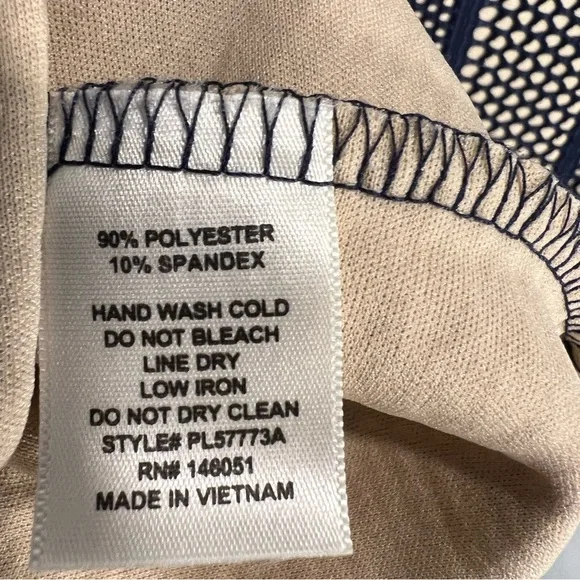 90% POLYESTER
10% SPANDEX
HAND WASH COLD
DO NOT BLEACH
LINE DRY
LOW IRON
DO NOT DRY CLEAN
STYLE# PL57773A
RN# 146051
MADE IN VIETNAM